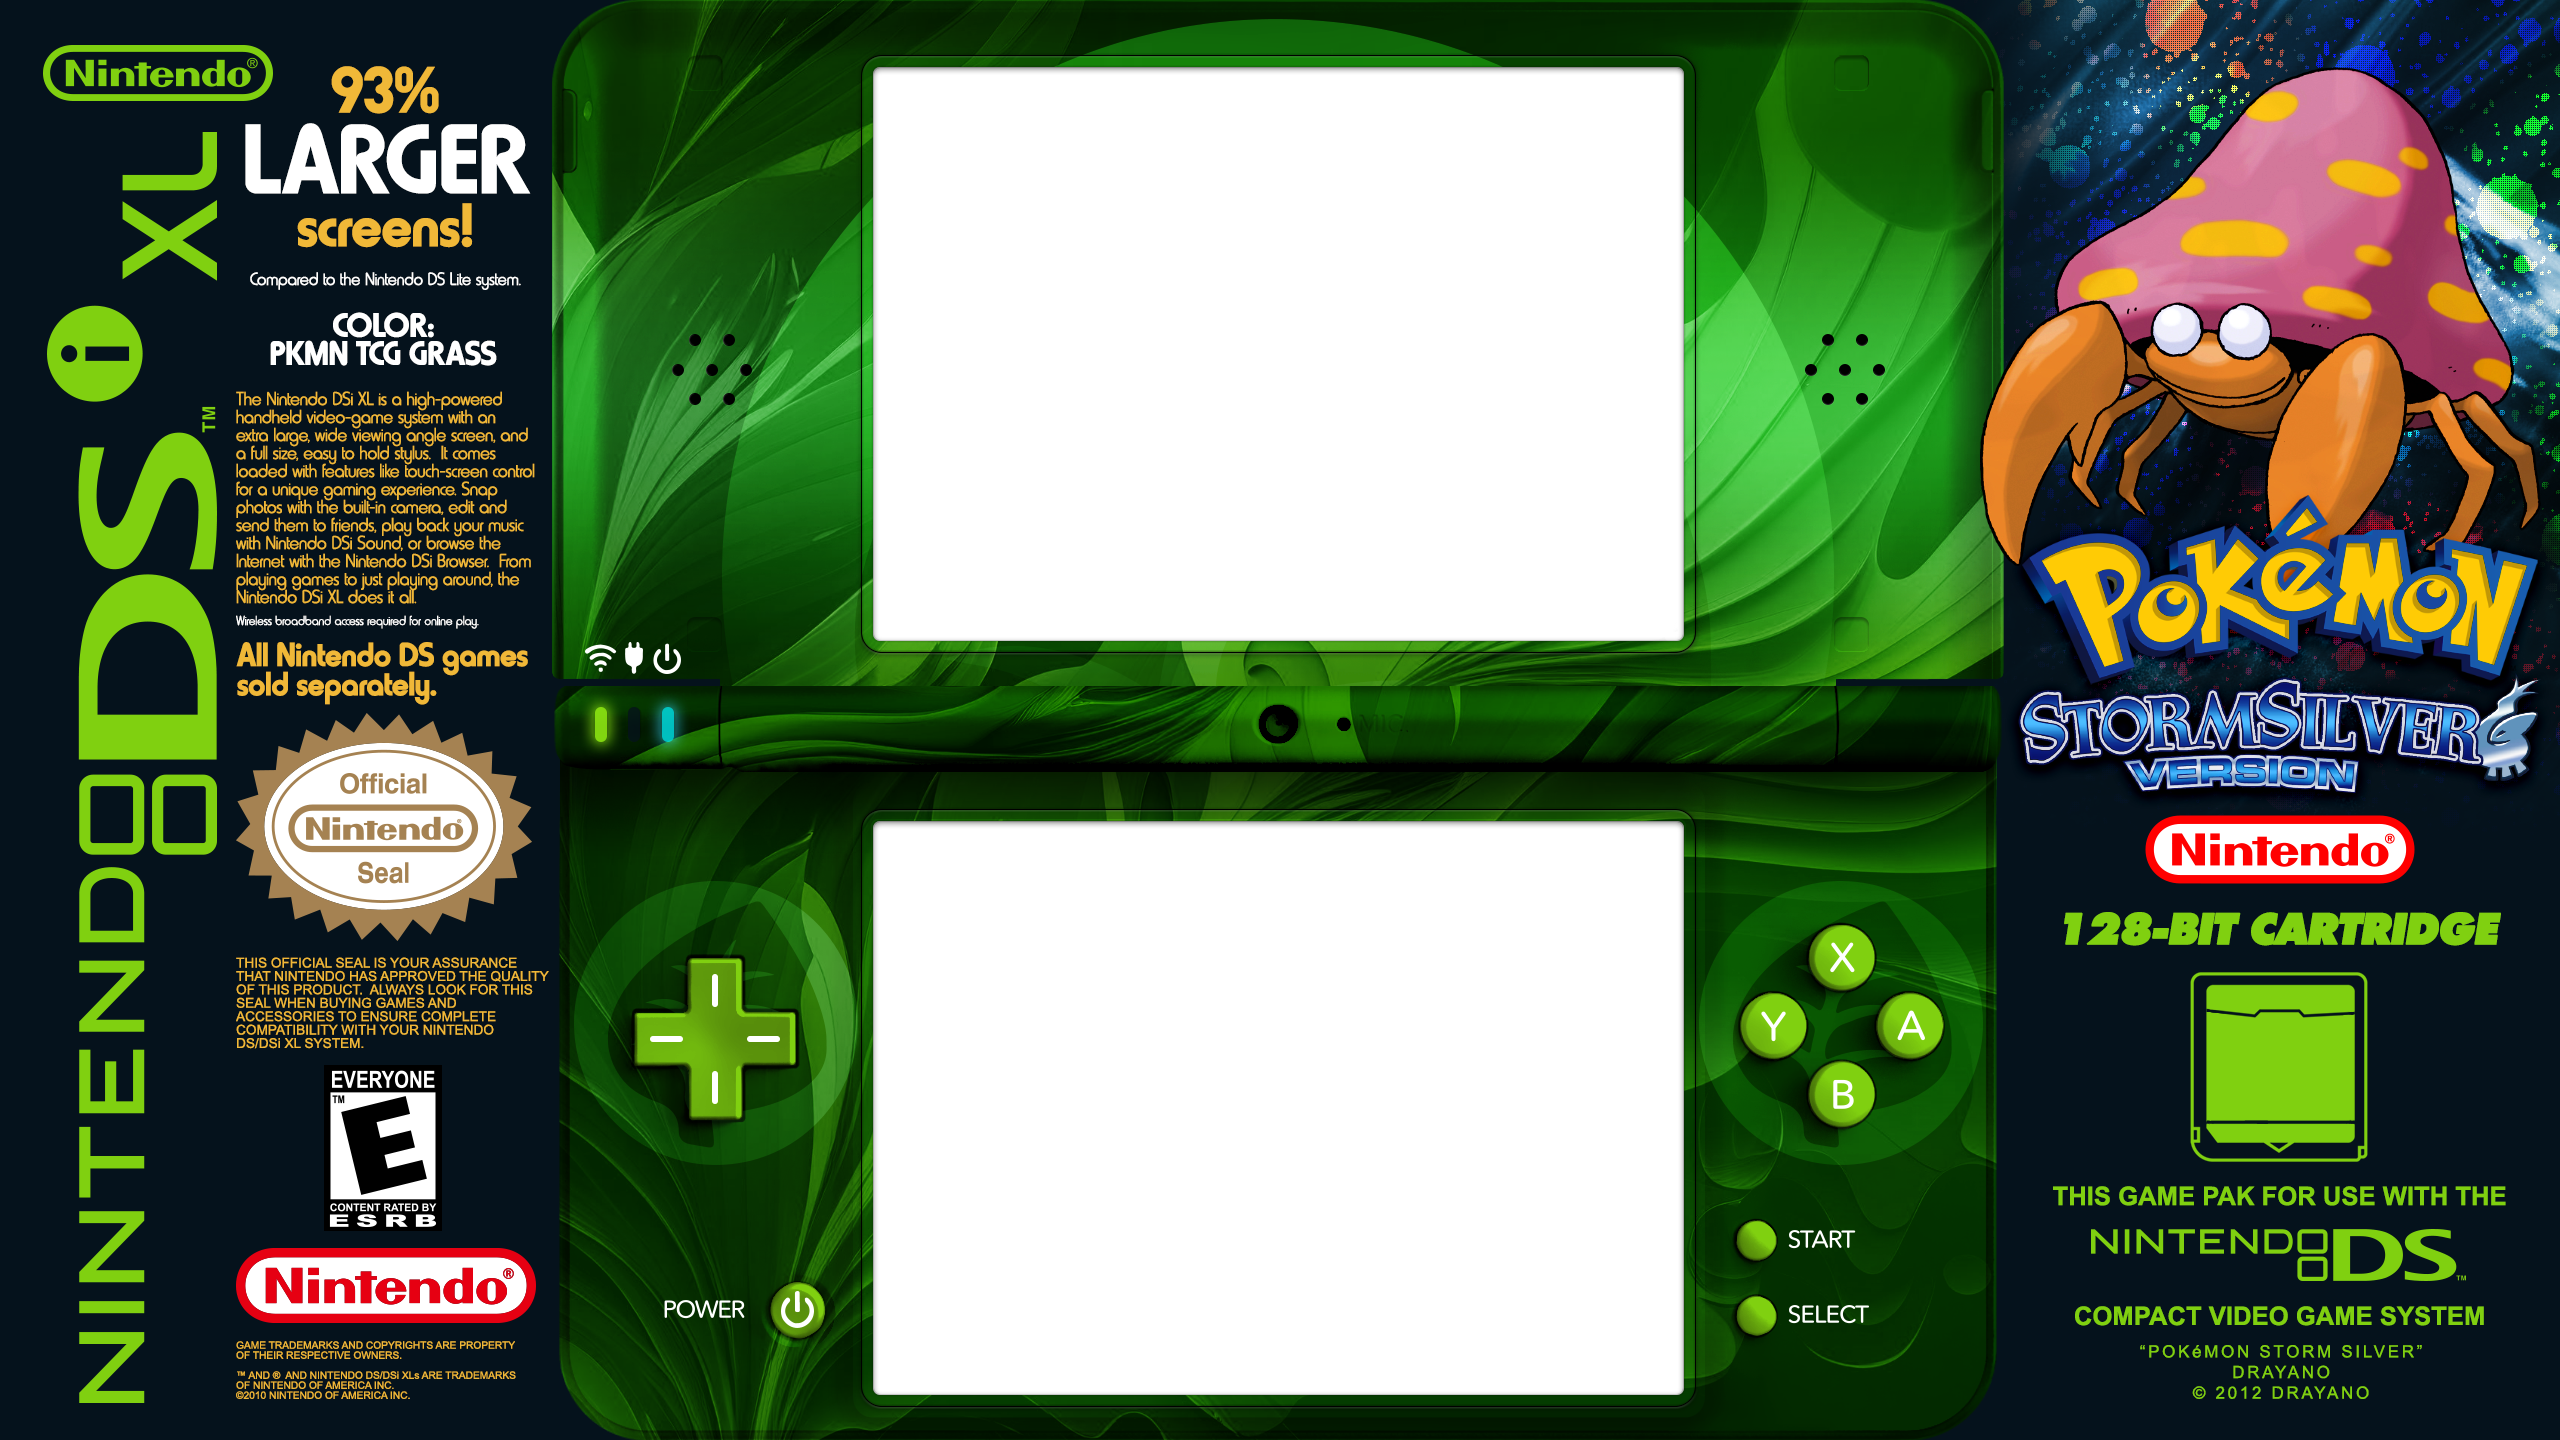 Nintendo®
NINTENDO DS i XL
™
93%
LARGER
screens!
Compared to the Nintendo DS Lite system.
COLOR:
PKMN TCG GRASS
The Nintendo DSi XL is a high-powered
handheld video-game system with an
extra large, wide viewing angle screen, and
a full size, easy to hold stylus. It comes
loaded with features like touch-screen control
for a unique gaming experience. Snap
photos with the built-in camera, edit and
send them to friends, play back your music
with Nintendo DSi Sound, or browse the
Internet with the Nintendo DSi Browser. From
playing games to just playing around, the
Nintendo DSi XL does it all.
Wireless broadband access required for online play.
All Nintendo DS games
sold separately.
Official
Nintendo®
Seal
THIS OFFICIAL SEAL IS YOUR ASSURANCE
THAT NINTENDO HAS APPROVED THE QUALITY
OF THIS PRODUCT. ALWAYS LOOK FOR THIS
SEAL WHEN BUYING GAMES AND
ACCESSORIES TO ENSURE COMPLETE
COMPATIBILITY WITH YOUR NINTENDO
DS/DSi XL SYSTEM.
EVERYONE
™
E
CONTENT RATED BY
ESRB
Nintendo®
GAME TRADEMARKS AND COPYRIGHTS ARE PROPERTY
OF THEIR RESPECTIVE OWNERS.
™ AND ® AND NINTENDO DS/DSi XLs ARE TRADEMARKS
OF NINTENDO OF AMERICA INC.
©2010 NINTENDO OF AMERICA INC.
MIC.
X
Y
A
B
START
SELECT
POWER
POKéMON
STORMSILVER
VERSION
Nintendo®
128-BIT CARTRIDGE
THIS GAME PAK FOR USE WITH THE
NINTENDO DS™
COMPACT VIDEO GAME SYSTEM
“POKéMON STORM SILVER”
DRAYANO
© 2012 DRAYANO